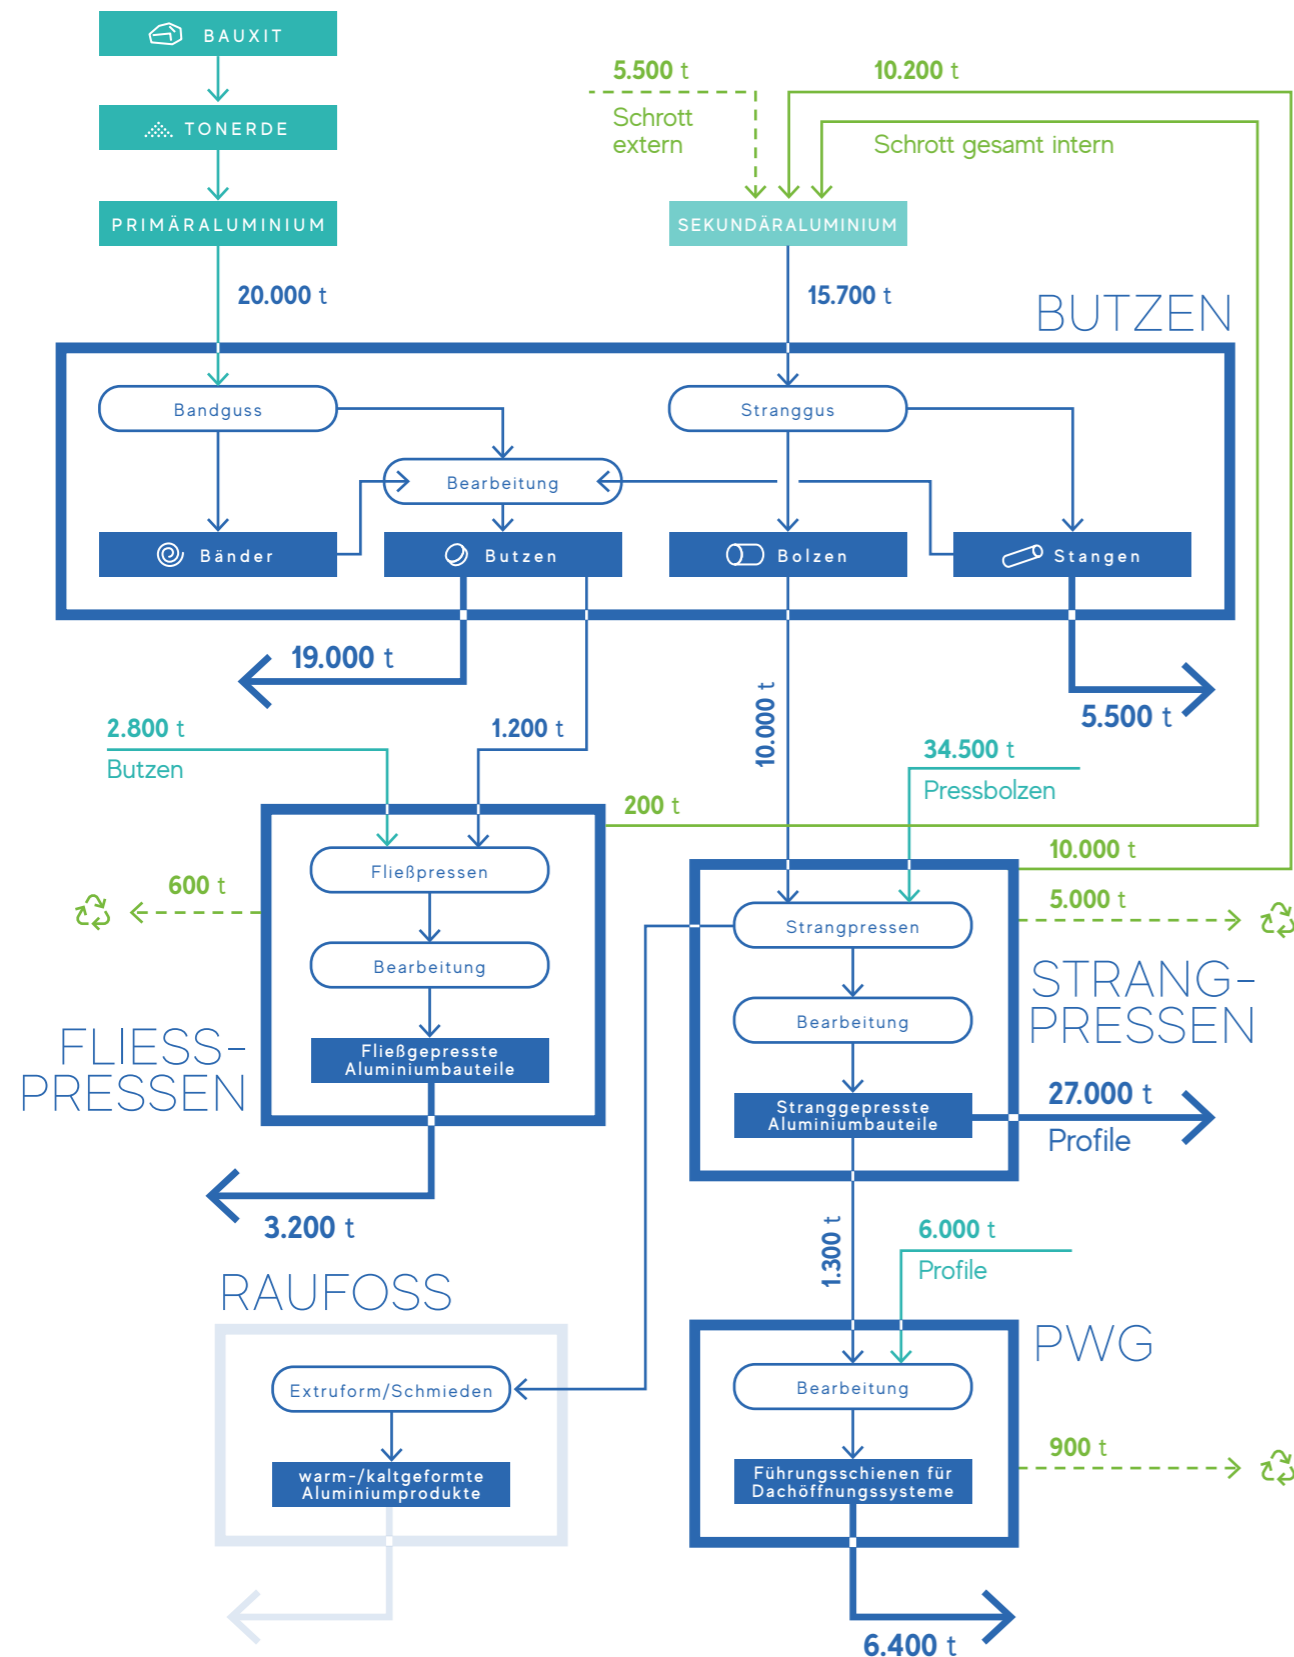 BAUXIT
TONERDE
PRIMÄRALUMINIUM
20.000 t
5.500 t
Schrott
extern
10.200 t
Schrott gesamt intern
SEKUNDÄRALUMINIUM
15.700 t
BUTZEN
Bandguss
Stranggus
Bearbeitung
Bänder
Butzen
Bolzen
Stangen
19.000 t
5.500 t
2.800 t
Butzen
1.200 t
10.000 t
34.500 t
Pressbolzen
200 t
10.000 t
600 t
5.000 t
Fließpressen
Bearbeitung
Fließgepresste
Aluminiumbauteile
FLIESS-
PRESSEN
3.200 t
Strangpressen
Bearbeitung
Stranggepresste
Aluminiumbauteile
STRANG-
PRESSEN
27.000 t
Profile
1.300 t
6.000 t
Profile
RAUFOSS
Extruform/Schmieden
warm-/kaltgeformte
Aluminiumprodukte
PWG
Bearbeitung
Führungsschienen für
Dachöffnungssysteme
900 t
6.400 t